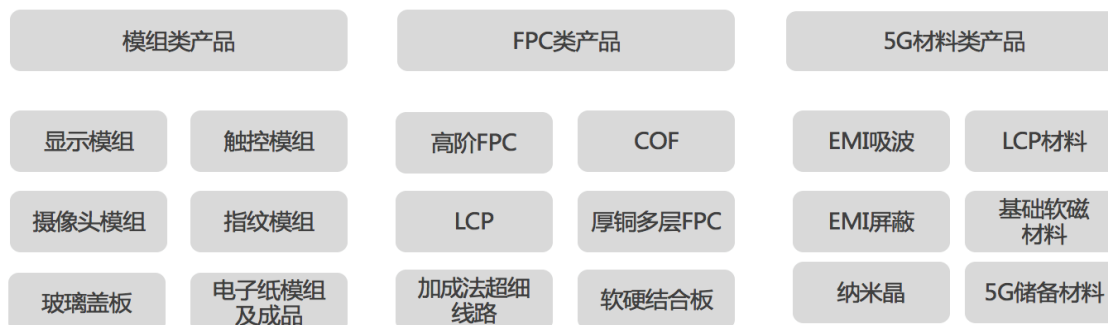 模组类产品
FPC类产品
5G材料类产品
显示模组
触控模组
高阶FPC
COF
EMI吸波
LCP材料
摄像头模组
指纹模组
LCP
厚铜多层FPC
EMI屏蔽
基础软磁
材料
玻璃盖板
电子纸模组
及成品
加成法超细
线路
软硬结合板
纳米晶
5G储备材料